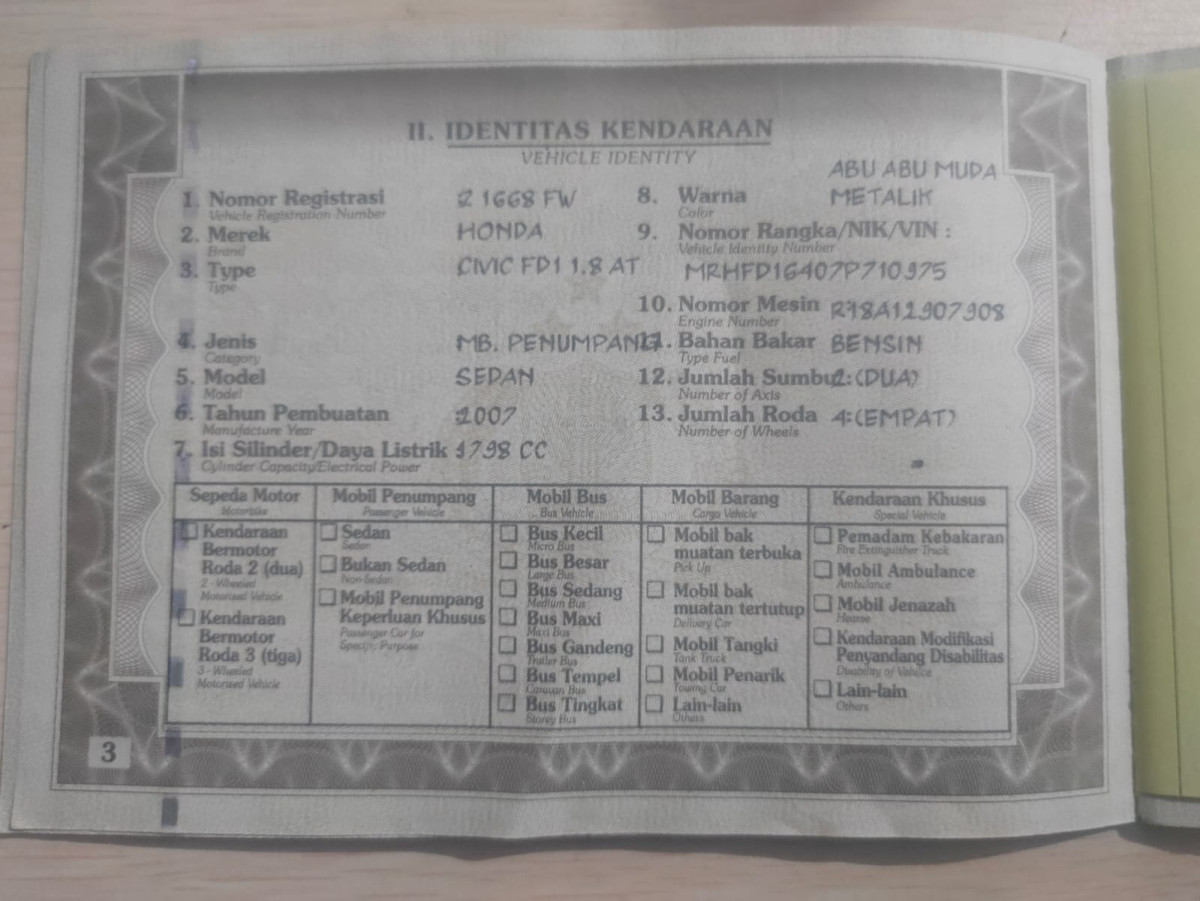 II. IDENTITAS KENDARAAN
VEHICLE IDENTITY
1. Nomor Registrasi Z 1668 FW
Vehicle Registration Number
2. Merek HONDA
Brand
3. Type CIVIC FD1 1.8 AT
Type
4. Jenis MB. PENUMPANG
Category
5. Model SEDAN
Model
6. Tahun Pembuatan 2007
Manufacture Year
7. Isi Silinder/Daya Listrik 1798 CC
Cylinder Capacity/Electrical Power
ABU ABU MUDA
8. Warna METALIK
Color
9. Nomor Rangka/NIK/VIN :
Vehicle Identity Number
MRHFD16407P710975
10. Nomor Mesin R18A12907908
Engine Number
11. Bahan Bakar BENSIN
Type Fuel
12. Jumlah Sumbu 2:(DUA)
Number of Axis
13. Jumlah Roda 4:(EMPAT)
Number of Wheels
Sepeda Motor
Motorbike
Kendaraan
Bermotor
Roda 2 (dua)
2 - Wheeled
Motorized Vehicle
Kendaraan
Bermotor
Roda 3 (tiga)
3 - Wheeled
Motorized Vehicle
Mobil Penumpang
Passenger Vehicle
Sedan
Sedan
Bukan Sedan
Non-Sedan
Mobil Penumpang
Keperluan Khusus
Passenger Car for
Specific Purpose
Mobil Bus
Bus Vehicle
Bus Kecil
Micro Bus
Bus Besar
Large Bus
Bus Sedang
Medium Bus
Bus Maxi
Maxi Bus
Bus Gandeng
Trailer Bus
Bus Tempel
Caravan Bus
Bus Tingkat
Storey Bus
Mobil Barang
Cargo Vehicle
Mobil bak
muatan terbuka
Pick Up
Mobil bak
muatan tertutup
Delivery Car
Mobil Tangki
Tank Truck
Mobil Penarik
Towing Car
Lain-lain
Others
Kendaraan Khusus
Special Vehicle
Pemadam Kebakaran
Fire Extinguisher Truck
Mobil Ambulance
Ambulance
Mobil Jenazah
Hearse
Kendaraan Modifikasi
Penyandang Disabilitas
Disability of Vehilce
Lain-lain
Others
3